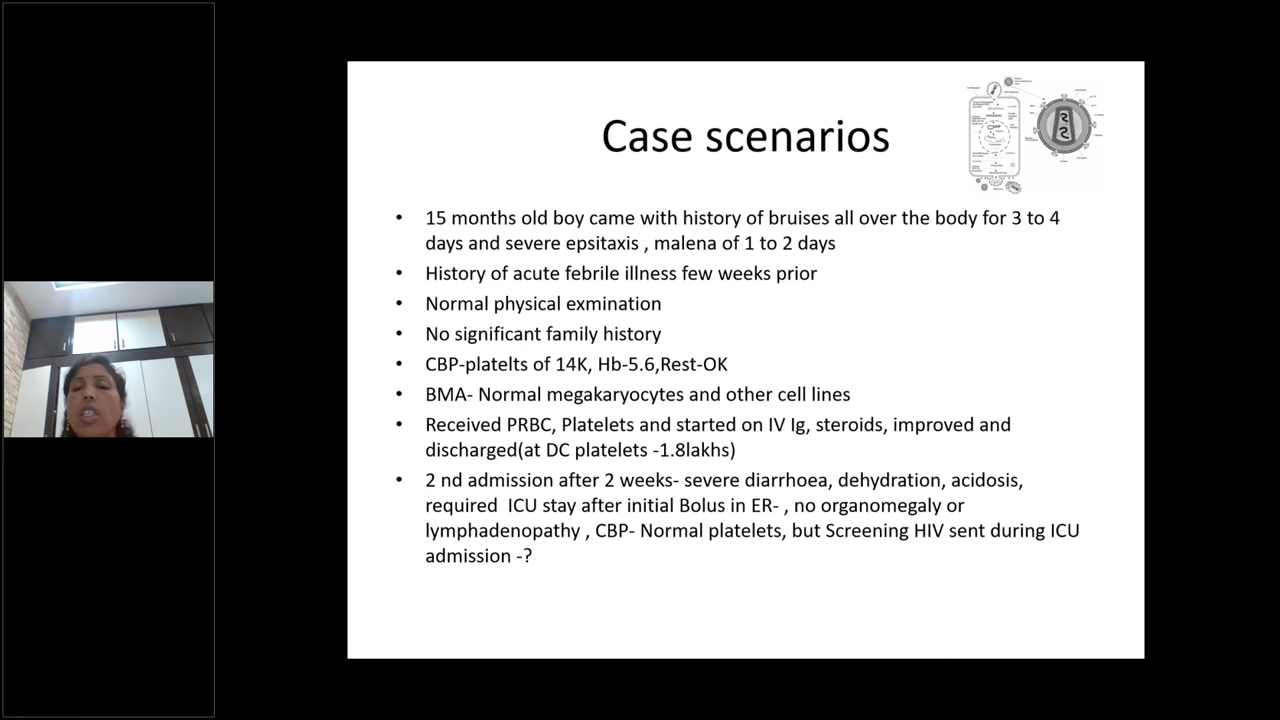 Case scenarios
• 15 months old boy came with history of bruises all over the body for 3 to 4
days and severe epsitaxis , malena of 1 to 2 days
• History of acute febrile illness few weeks prior
• Normal physical exmination
• No significant family history
• CBP-platelts of 14K, Hb-5.6,Rest-OK
• BMA- Normal megakaryocytes and other cell lines
• Received PRBC, Platelets and started on IV Ig, steroids, improved and
discharged(at DC platelets -1.8lakhs)
• 2 nd admission after 2 weeks- severe diarrhoea, dehydration, acidosis,
required  ICU stay after initial Bolus in ER- , no organomegaly or
lymphadenopathy , CBP- Normal platelets, but Screening HIV sent during ICU
admission -?